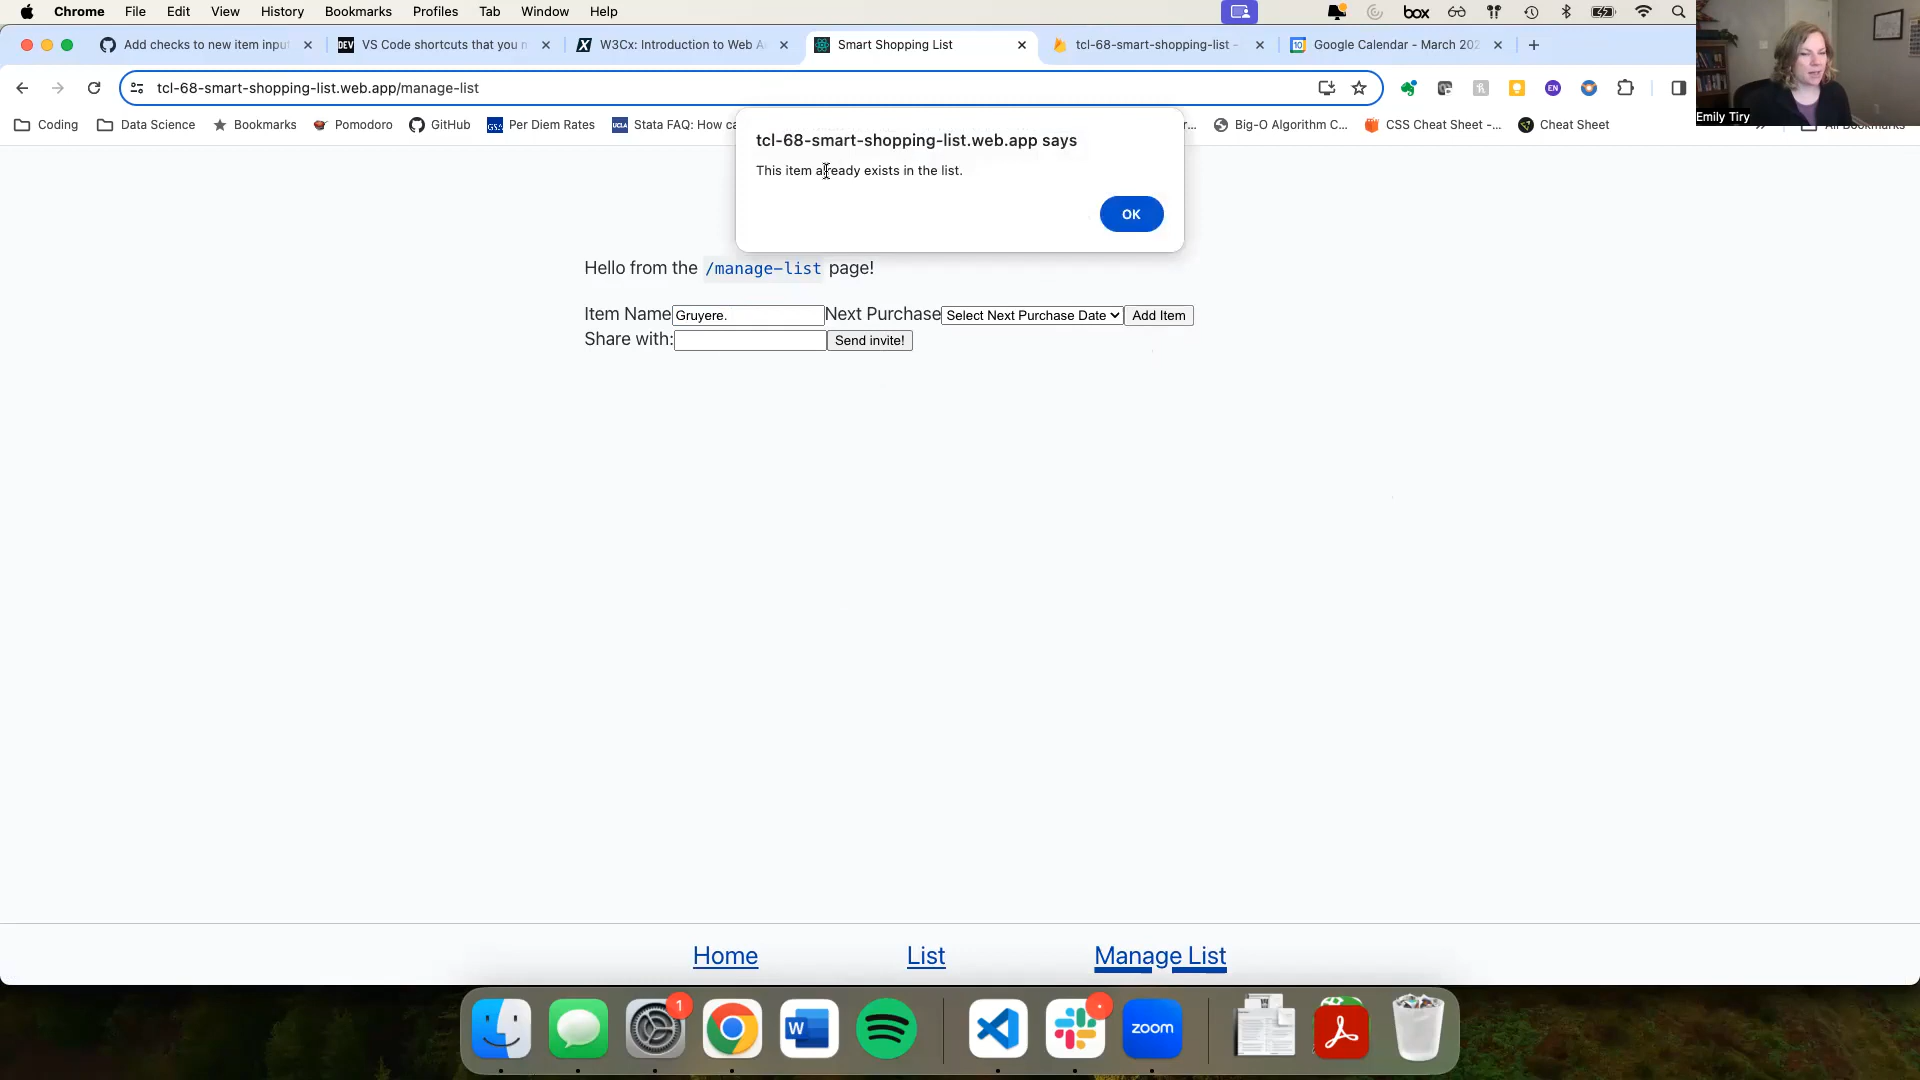 Chrome File Edit View History Bookmarks Profiles Tab Window Help box
Add checks to new item input
VS Code shortcuts that you
W3Cx: Introduction to Web A
Smart Shopping List
tcl-68-smart-shopping-list -
Google Calendar - March 202
tcl-68-smart-shopping-list.web.app/manage-list
Emily Tiry
Coding Data Science Bookmarks Pomodoro GitHub Per Diem Rates Stata FAQ: How ca Big-O Algorithm C... CSS Cheat Sheet -... Cheat Sheet All Bookmarks
tcl-68-smart-shopping-list.web.app says
This item already exists in the list.
OK
Hello from the /manage-list page!
Item Name Gruyere. Next Purchase Select Next Purchase Date Add Item
Share with: Send invite!
Home List Manage List
1
W
zoom